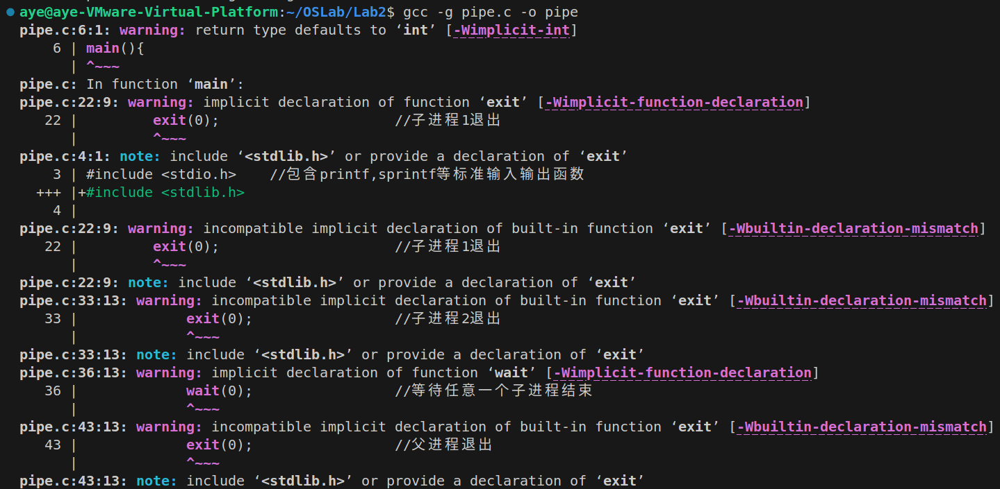 aye@aye-VMware-Virtual-Platform:~/OSLab/Lab2$ gcc -g pipe.c -o pipe
pipe.c:6:1: warning: return type defaults to ‘int’ [-Wimplicit-int]
    6 | main(){
      | ^~~~
pipe.c: In function ‘main’:
pipe.c:22:9: warning: implicit declaration of function ‘exit’ [-Wimplicit-function-declaration]
   22 |         exit(0);                     //子进程1退出
      |         ^~~~
pipe.c:4:1: note: include ‘<stdlib.h>’ or provide a declaration of ‘exit’
    3 | #include <stdio.h>    //包含printf,sprintf等标准输入输出函数
  +++ |+#include <stdlib.h>
    4 |
pipe.c:22:9: warning: incompatible implicit declaration of built-in function ‘exit’ [-Wbuiltin-declaration-mismatch]
   22 |         exit(0);                     //子进程1退出
      |         ^~~~
pipe.c:22:9: note: include ‘<stdlib.h>’ or provide a declaration of ‘exit’
pipe.c:33:13: warning: incompatible implicit declaration of built-in function ‘exit’ [-Wbuiltin-declaration-mismatch]
   33 |             exit(0);                 //子进程2退出
      |             ^~~~
pipe.c:33:13: note: include ‘<stdlib.h>’ or provide a declaration of ‘exit’
pipe.c:36:13: warning: implicit declaration of function ‘wait’ [-Wimplicit-function-declaration]
   36 |             wait(0);                 //等待任意一个子进程结束
      |             ^~~~
pipe.c:43:13: warning: incompatible implicit declaration of built-in function ‘exit’ [-Wbuiltin-declaration-mismatch]
   43 |             exit(0);                 //父进程退出
      |             ^~~~
pipe.c:43:13: note: include ‘<stdlib.h>’ or provide a declaration of ‘exit’